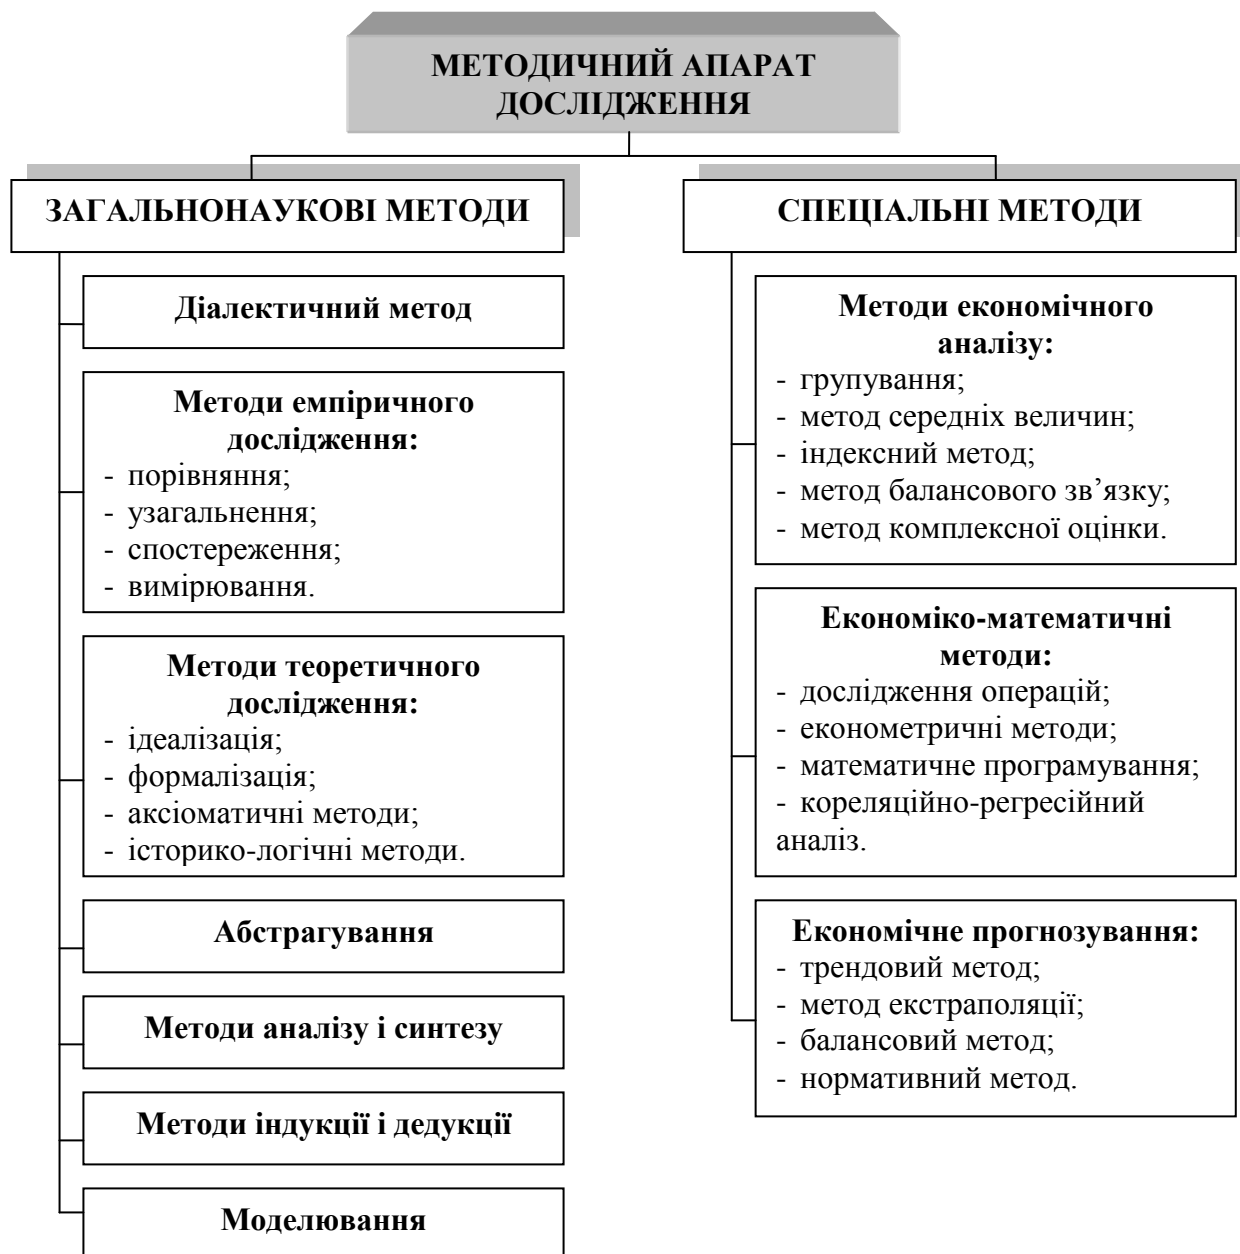 МЕТОДИЧНИЙ АПАРАТ
ДОСЛІДЖЕННЯ
ЗАГАЛЬНОНАУКОВІ МЕТОДИ
Діалектичний метод
Методи емпіричного
дослідження:
- порівняння;
- узагальнення;
- спостереження;
- вимірювання.
Методи теоретичного
дослідження:
- ідеалізація;
- формалізація;
- аксіоматичні методи;
- історико-логічні методи.
Абстрагування
Методи аналізу і синтезу
Методи індукції і дедукції
Моделювання
СПЕЦІАЛЬНІ МЕТОДИ
Методи економічного
аналізу:
- групування;
- метод середніх величин;
- індексний метод;
- метод балансового зв’язку;
- метод комплексної оцінки.
Економіко-математичні
методи:
- дослідження операцій;
- економетричні методи;
- математичне програмування;
- кореляційно-регресійний
аналіз.
Економічне прогнозування:
- трендовий метод;
- метод екстраполяції;
- балансовий метод;
- нормативний метод.